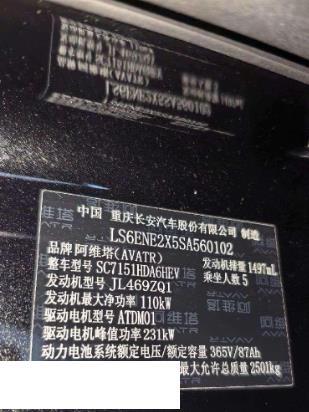 中国 重庆长安汽车股份有限公司 制造
LS6ENE2X5SA560102
品牌 阿维塔(AVATR) 发动机排量 1497mL
整车型号 SC7151HDA6HEV 乘坐人数 5
发动机型号 JL469ZQ1
发动机最大净功率 110kW
驱动电机型号 ATDM01
驱动电机峰值功率 231kW
动力电池系统额定电压/额定容量 365V/87Ah
最大允许总质量 2501kg